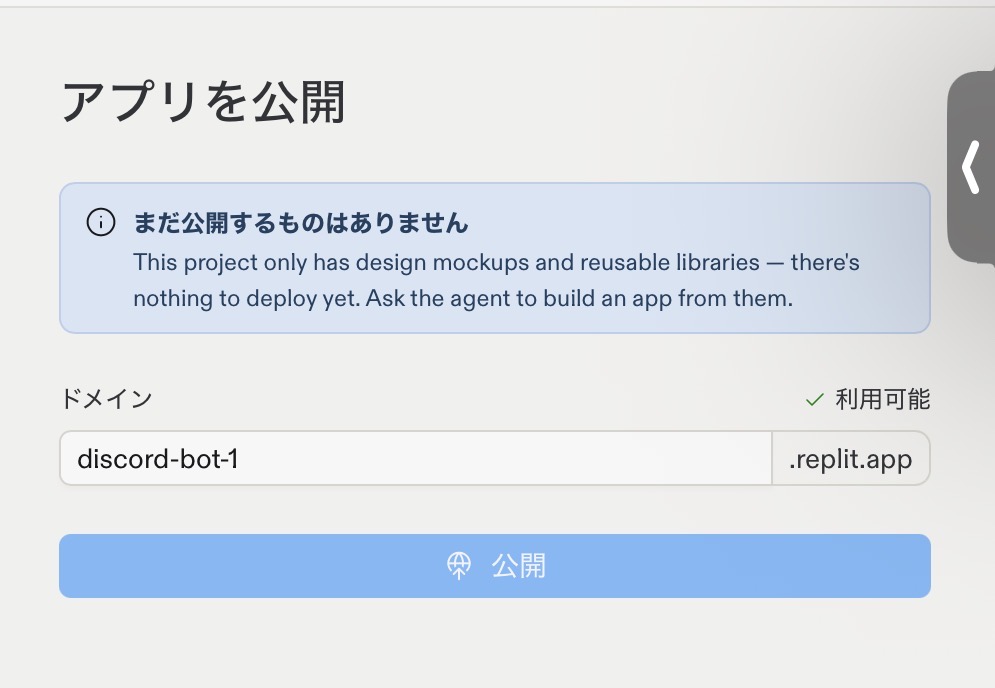 アプリを公開
まだ公開するものはありません
This project only has design mockups and reusable libraries — there's
nothing to deploy yet. Ask the agent to build an app from them.
ドメイン
利用可能
discord-bot-1
.replit.app
公開